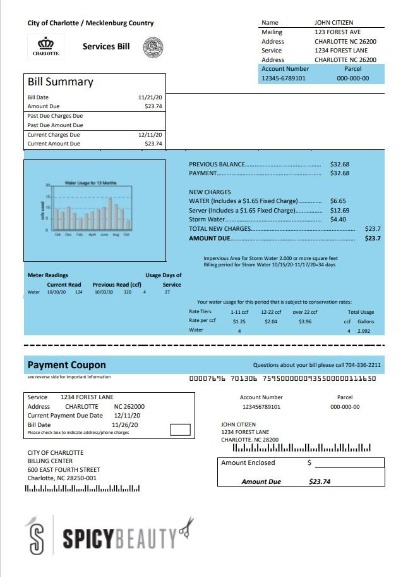 City of Charlotte / Mecklenburg Country
CHARLOTTE
Services Bill
Name JOHN CITIZEN
Mailing 123 FOREST AVE
Address CHARLOTTE NC 26200
Service 1234 FOREST LANE
Address CHARLOTTE NC 26200
Account Number Parcel
12345-6789101 000-000-00
Bill Summary
Bill Date 11/21/20
Amount Due $23.74
Past Due Charges Due
Past Due Amount Due
Current Charges Due 12/11/20
Current Amount Due $23.74
Water Usage for 13 Months
PREVIOUS BALANCE $32.68
PAYMENT $32.68
NEW CHARGES
WATER (Includes a $1.65 Fixed Charge) $6.65
Server (Includes a $1.65 Fixed Charge) $12.69
Storm Water $4.40
TOTAL NEW CHARGES $23.7
AMOUNT DUE $23.7
Impervious Area for Storm Water 2,000 or more square feet
Billing period for Storm Water 10/15/20-11/17/20=34 days
Meter Readings Usage Days of
Current Read Previous Read (ccf) Service
Water 10/30/20 124 10/02/20 120 4 27
Your water usage for this period that is subject to conservation rates:
Rate Tiers 1-11 ccf 12-22 ccf over 22 ccf Total Usage
Rate per ccf $1.25 $2.04 $3.96 ccf Gallons
Water 4 4 2,992
Payment Coupon
Questions about your bill please call 704-336-2211
see reverse side for important information
Service 1234 FOREST LANE
Address CHARLOTTE NC 262000
Current Payment Due Date 12/11/20
Bill Date 11/26/20
Please check box to indicate address/phone changes
Account Number Parcel
123456789101 000-000-00
JOHN CITIZEN
1234 FOREST LANE
CHARLOTTE, NC 28200
CITY OF CHARLOTTE
BILLING CENTER
600 EAST FOURTH STREET
Charlotte, NC 28250-001
Amount Enclosed $
Amount Due $23.74
SPICYBEAUTY